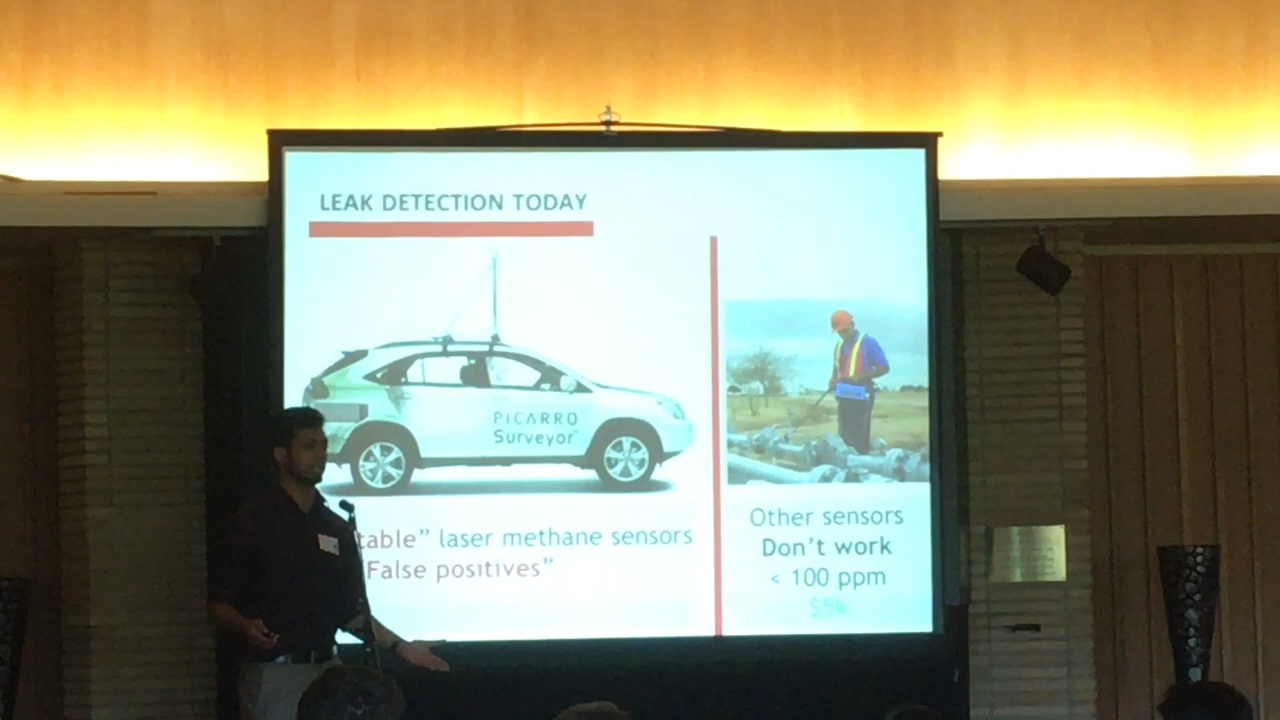 LEAK DETECTION TODAY
PICARRO
Surveyor
table” laser methane sensors
False positives”
Other sensors
Don’t work
< 100 ppm